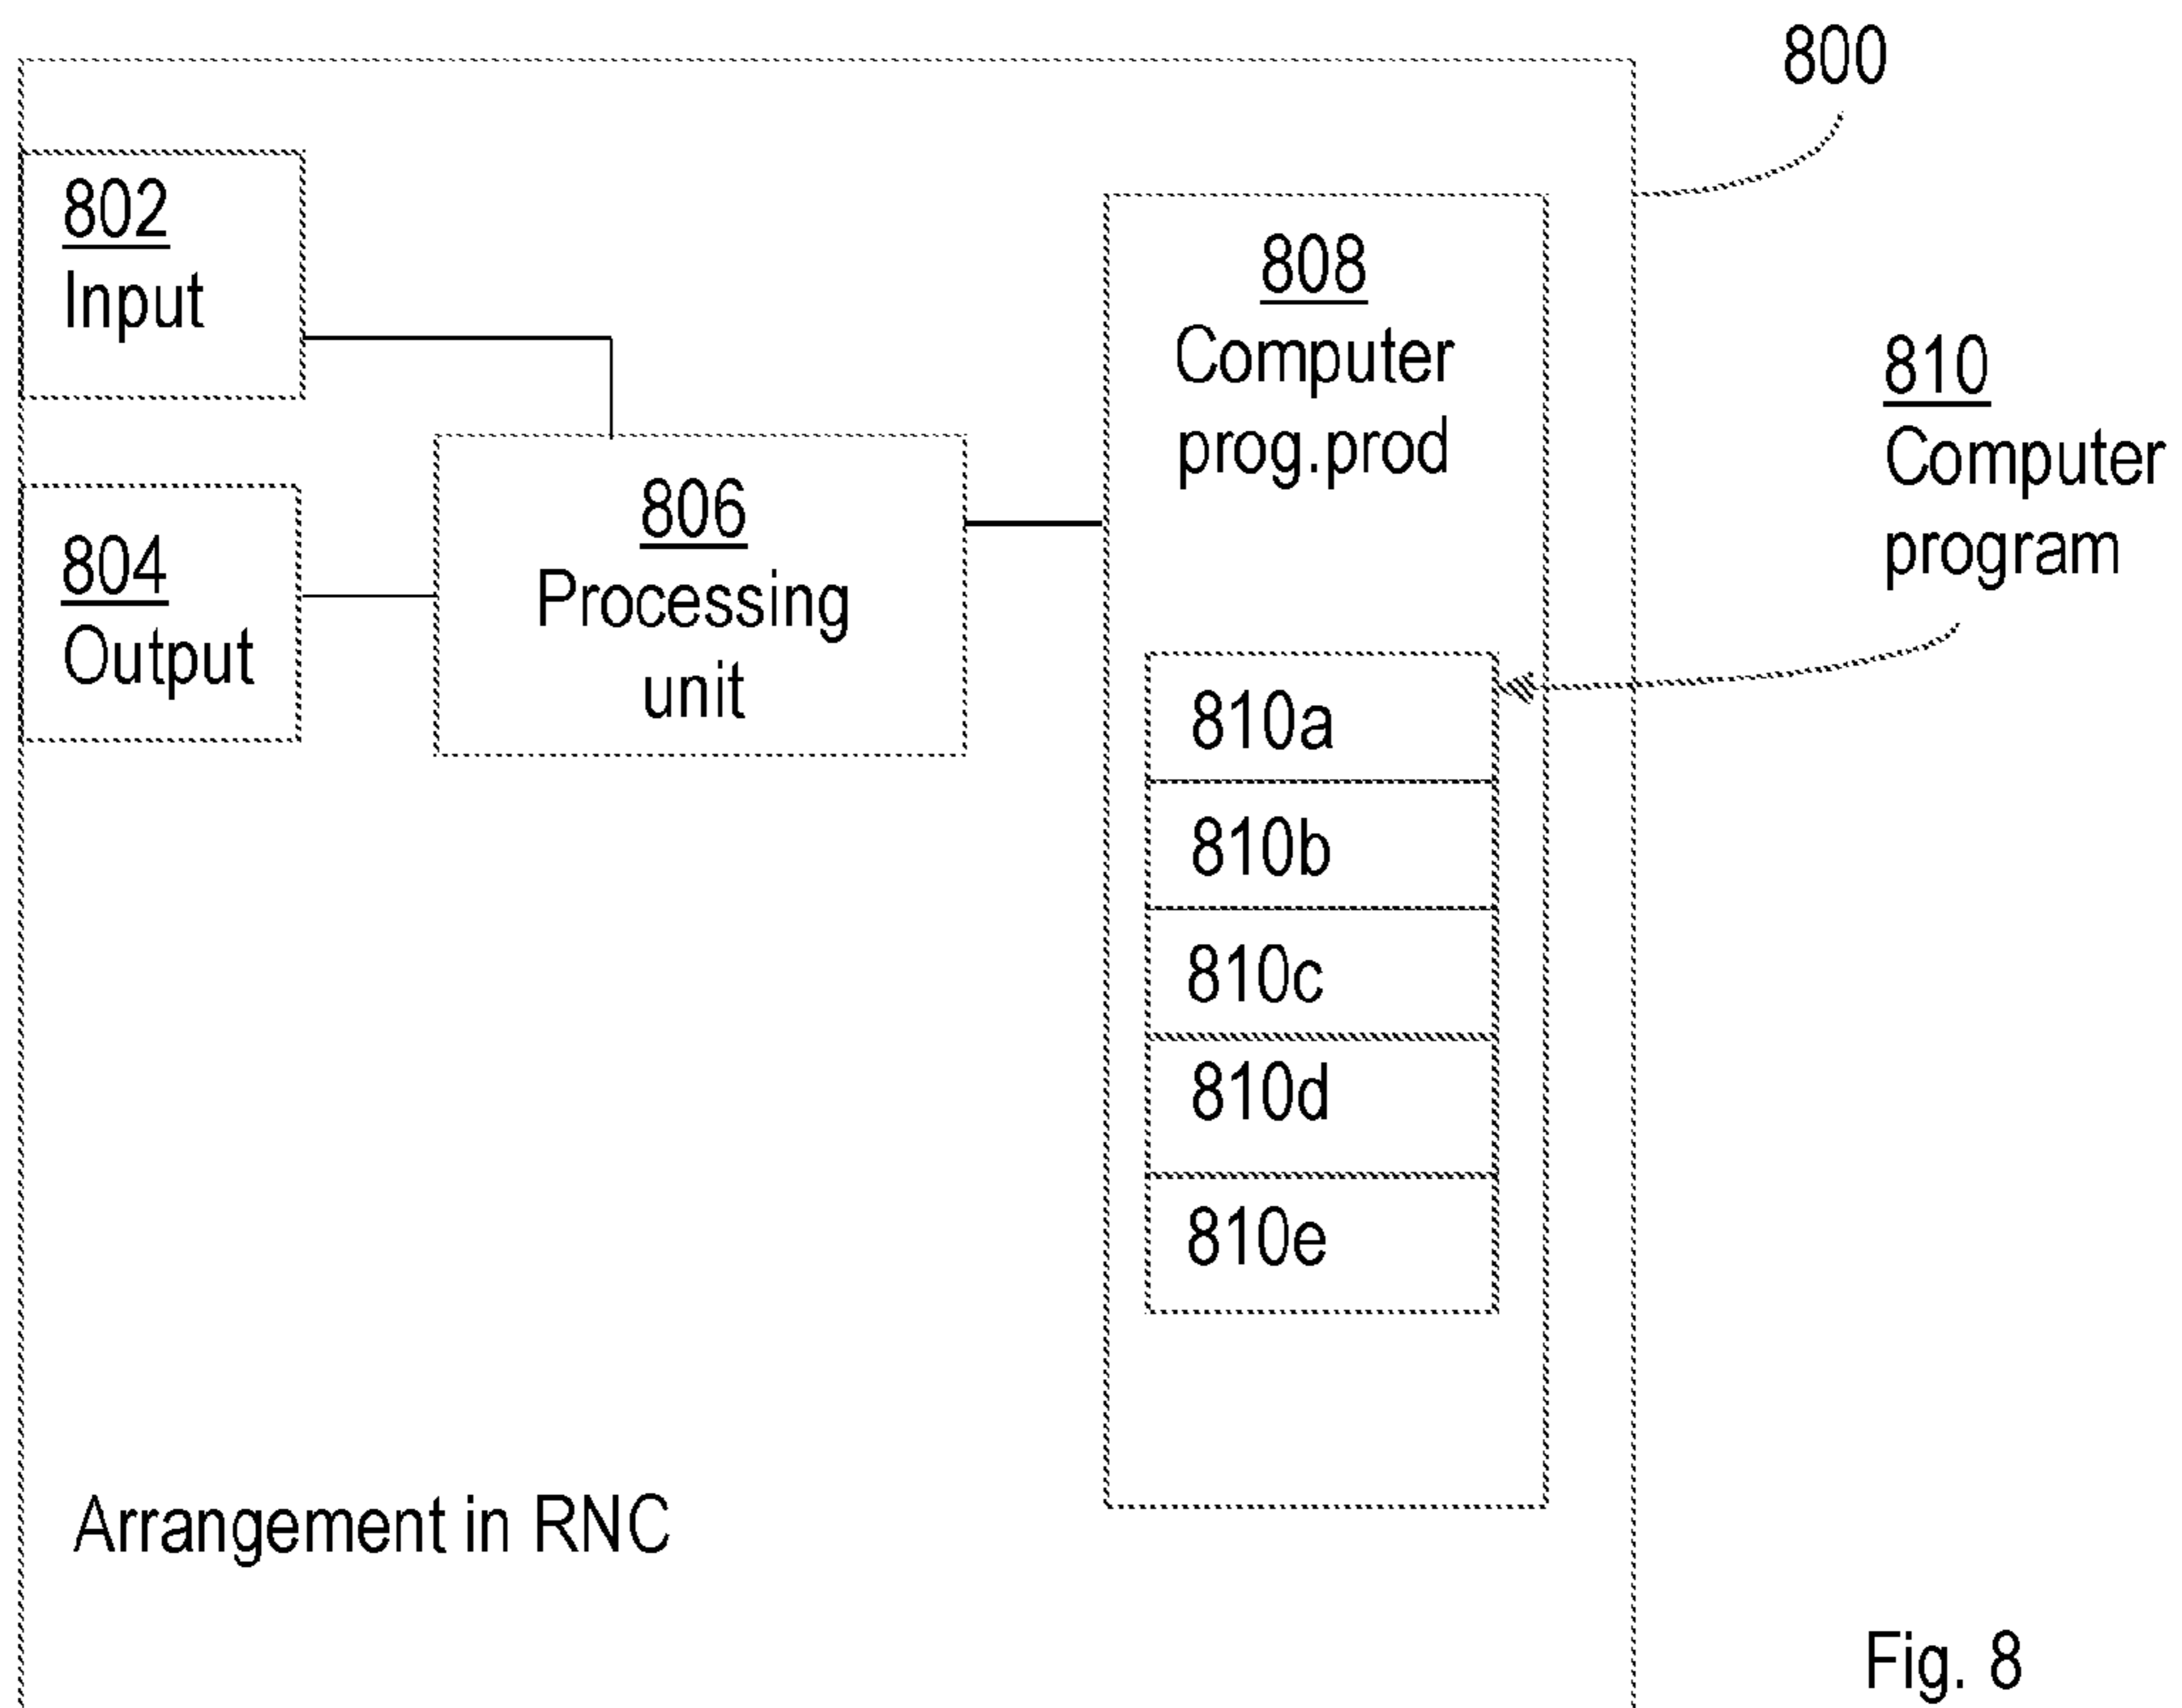 800
802
Input
808
Computer
prog.prod
810
Computer
program
806
Processing
unit
804
Output
810a
810b
810c
810d
810e
Arrangement in RNC
Fig. 8